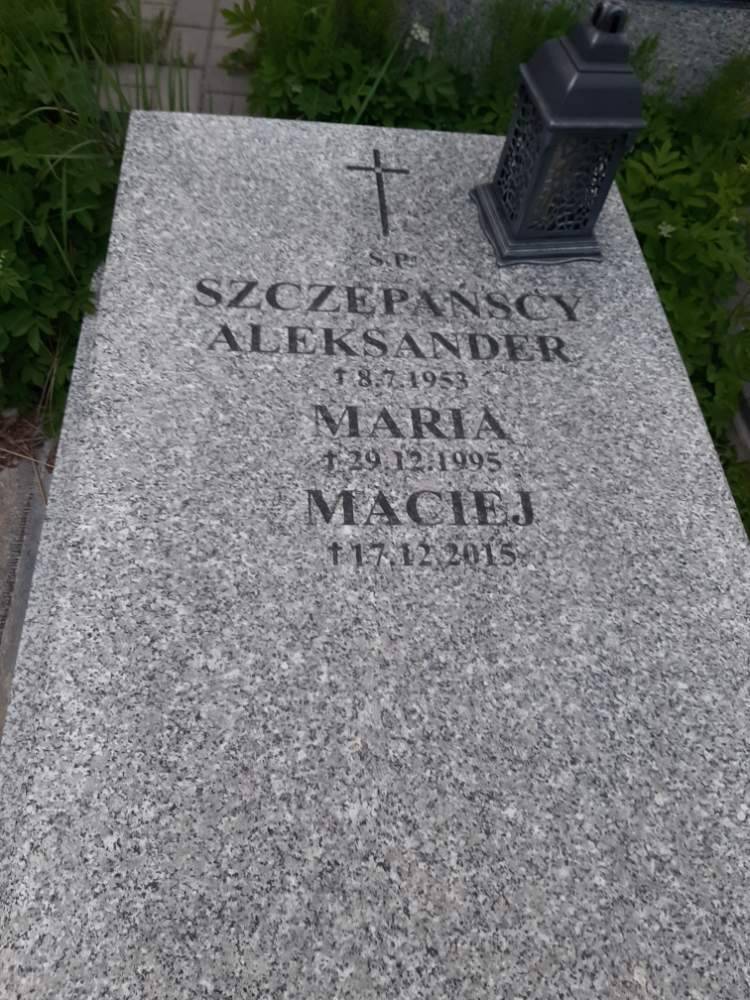 Ś.P.
SZCZEPAŃSCY
ALEKSANDER
† 8.7.1953
MARIA
† 29.12.1995
MACIEJ
† 17.12.2015